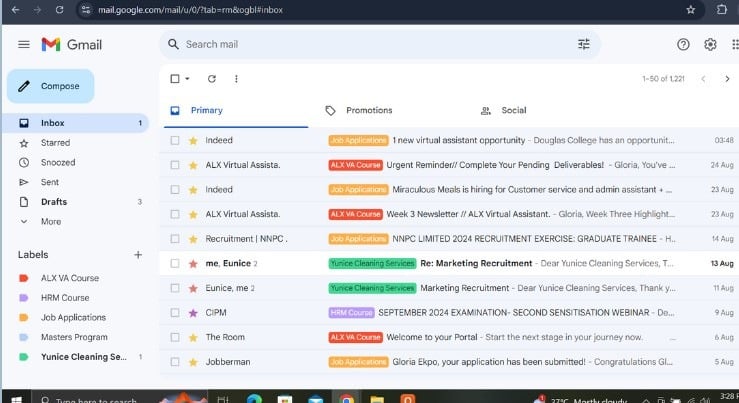 mail.google.com/mail/u/0/?tab=rm&ogbl#inbox
Gmail
Search mail
Compose
1-50 of 1,221
Primary
Promotions
Social
Inbox 1
Starred
Snoozed
Sent
Drafts 3
More
Labels
ALX VA Course
HRM Course
Job Applications
Masters Program
Yunice Cleaning Se... 1
Indeed Job Applications 1 new virtual assistant opportunity - Douglas College has an opportunit... 03:48
ALX Virtual Assista. ALX VA Course Urgent Reminder// Complete Your Pending Deliverables! - Gloria, You've ... 24 Aug
Indeed Job Applications Miraculous Meals is hiring for Customer service and admin assistant + ... 23 Aug
ALX Virtual Assista. ALX VA Course Week 3 Newsletter // ALX Virtual Assistant. - Gloria, Week Three Highlight... 23 Aug
Recruitment | NNPC . Job Applications NNPC LIMITED 2024 RECRUITMENT EXERCISE: GRADUATE TRAINEE - H.. 14 Aug
me, Eunice 2 Yunice Cleaning Services Re: Marketing Recruitment - Dear Yunice Cleaning Services, T... 13 Aug
Eunice, me 2 Yunice Cleaning Services Marketing Recruitment - Dear Yunice Cleaning Services, Thank y... 11 Aug
CIPM HRM Course SEPTEMBER 2024 EXAMINATION- SECOND SENSITISATION WEBINAR - De... 9 Aug
The Room ALX VA Course Welcome to your Portal - Start the next stage in your journey now. ... 6 Aug
Jobberman Job Applications Gloria Ekpo, your application has been submitted! - Congratulations Gl... 5 Aug
Type here to search
27°C Mostly cloudy
3:28